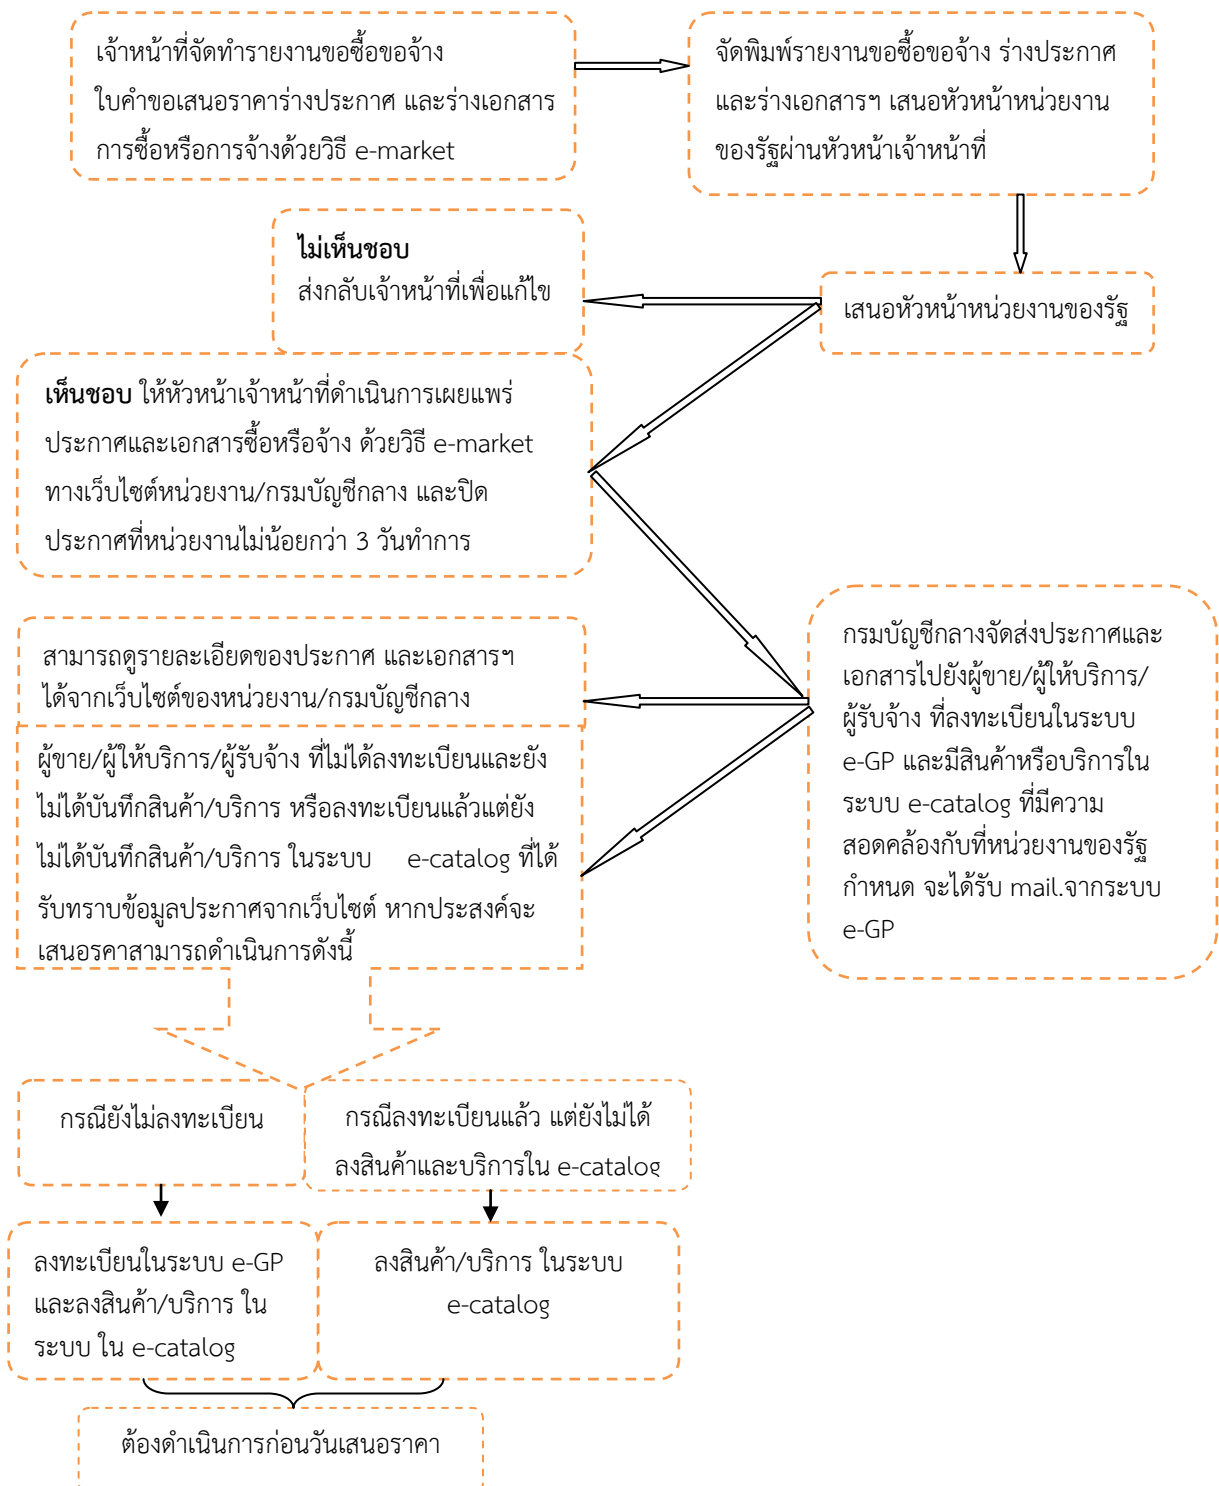 เจ้าหน้าที่จัดทำรายงานขอซื้อขอจ้าง
ใบคำขอเสนอราคาร่างประกาศ และร่างเอกสาร
การซื้อหรือการจ้างด้วยวิธี e-market
จัดพิมพ์รายงานขอซื้อขอจ้าง ร่างประกาศ
และร่างเอกสารฯ เสนอหัวหน้าหน่วยงาน
ของรัฐผ่านหัวหน้าเจ้าหน้าที่
ไม่เห็นชอบ
ส่งกลับเจ้าหน้าที่เพื่อแก้ไข
เสนอหัวหน้าหน่วยงานของรัฐ
เห็นชอบ ให้หัวหน้าเจ้าหน้าที่ดำเนินการเผยแพร่
ประกาศและเอกสารซื้อหรือจ้าง ด้วยวิธี e-market
ทางเว็บไซต์หน่วยงาน/กรมบัญชีกลาง และปิด
ประกาศที่หน่วยงานไม่น้อยกว่า 3 วันทำการ
กรมบัญชีกลางจัดส่งประกาศและ
เอกสารไปยังผู้ขาย/ผู้ให้บริการ/
ผู้รับจ้าง ที่ลงทะเบียนในระบบ
e-GP และมีสินค้าหรือบริการใน
ระบบ e-catalog ที่มีความ
สอดคล้องกับที่หน่วยงานของรัฐ
กำหนด จะได้รับ mail.จากระบบ
e-GP
สามารถดูรายละเอียดของประกาศ และเอกสารฯ
ได้จากเว็บไซต์ของหน่วยงาน/กรมบัญชีกลาง
ผู้ขาย/ผู้ให้บริการ/ผู้รับจ้าง ที่ไม่ได้ลงทะเบียนและยัง
ไม่ได้บันทึกสินค้า/บริการ หรือลงทะเบียนแล้วแต่ยัง
ไม่ได้บันทึกสินค้า/บริการ ในระบบ e-catalog ที่ได้
รับทราบข้อมูลประกาศจากเว็บไซต์ หากประสงค์จะ
เสนอรคาสามารถดำเนินการดังนี้
กรณียังไม่ลงทะเบียน
กรณีลงทะเบียนแล้ว แต่ยังไม่ได้
ลงสินค้าและบริการใน e-catalog
ลงทะเบียนในระบบ e-GP
และลงสินค้า/บริการ ใน
ระบบ ใน e-catalog
ลงสินค้า/บริการ ในระบบ
e-catalog
ต้องดำเนินการก่อนวันเสนอราคา